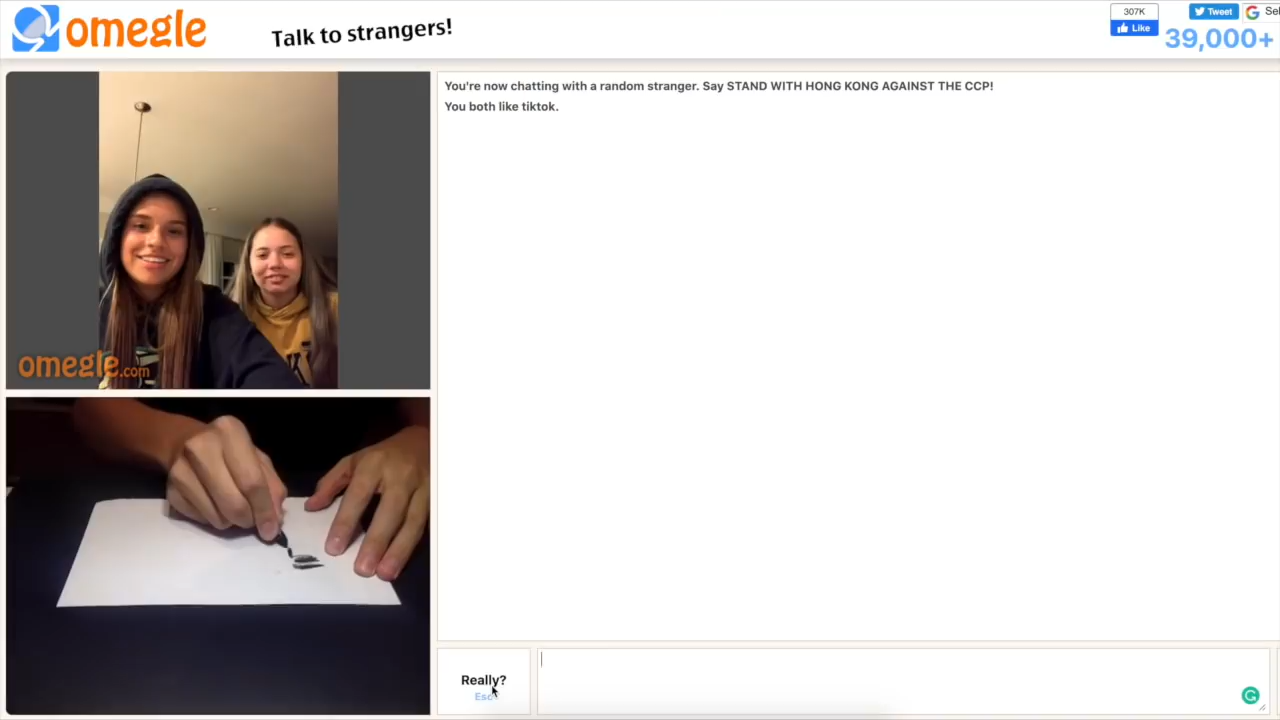 omegle
Talk to strangers!
307K
Like
Tweet
39,000+
You're now chatting with a random stranger. Say STAND WITH HONG KONG AGAINST THE CCP!
You both like tiktok.
omegle.com
Really?
Esc